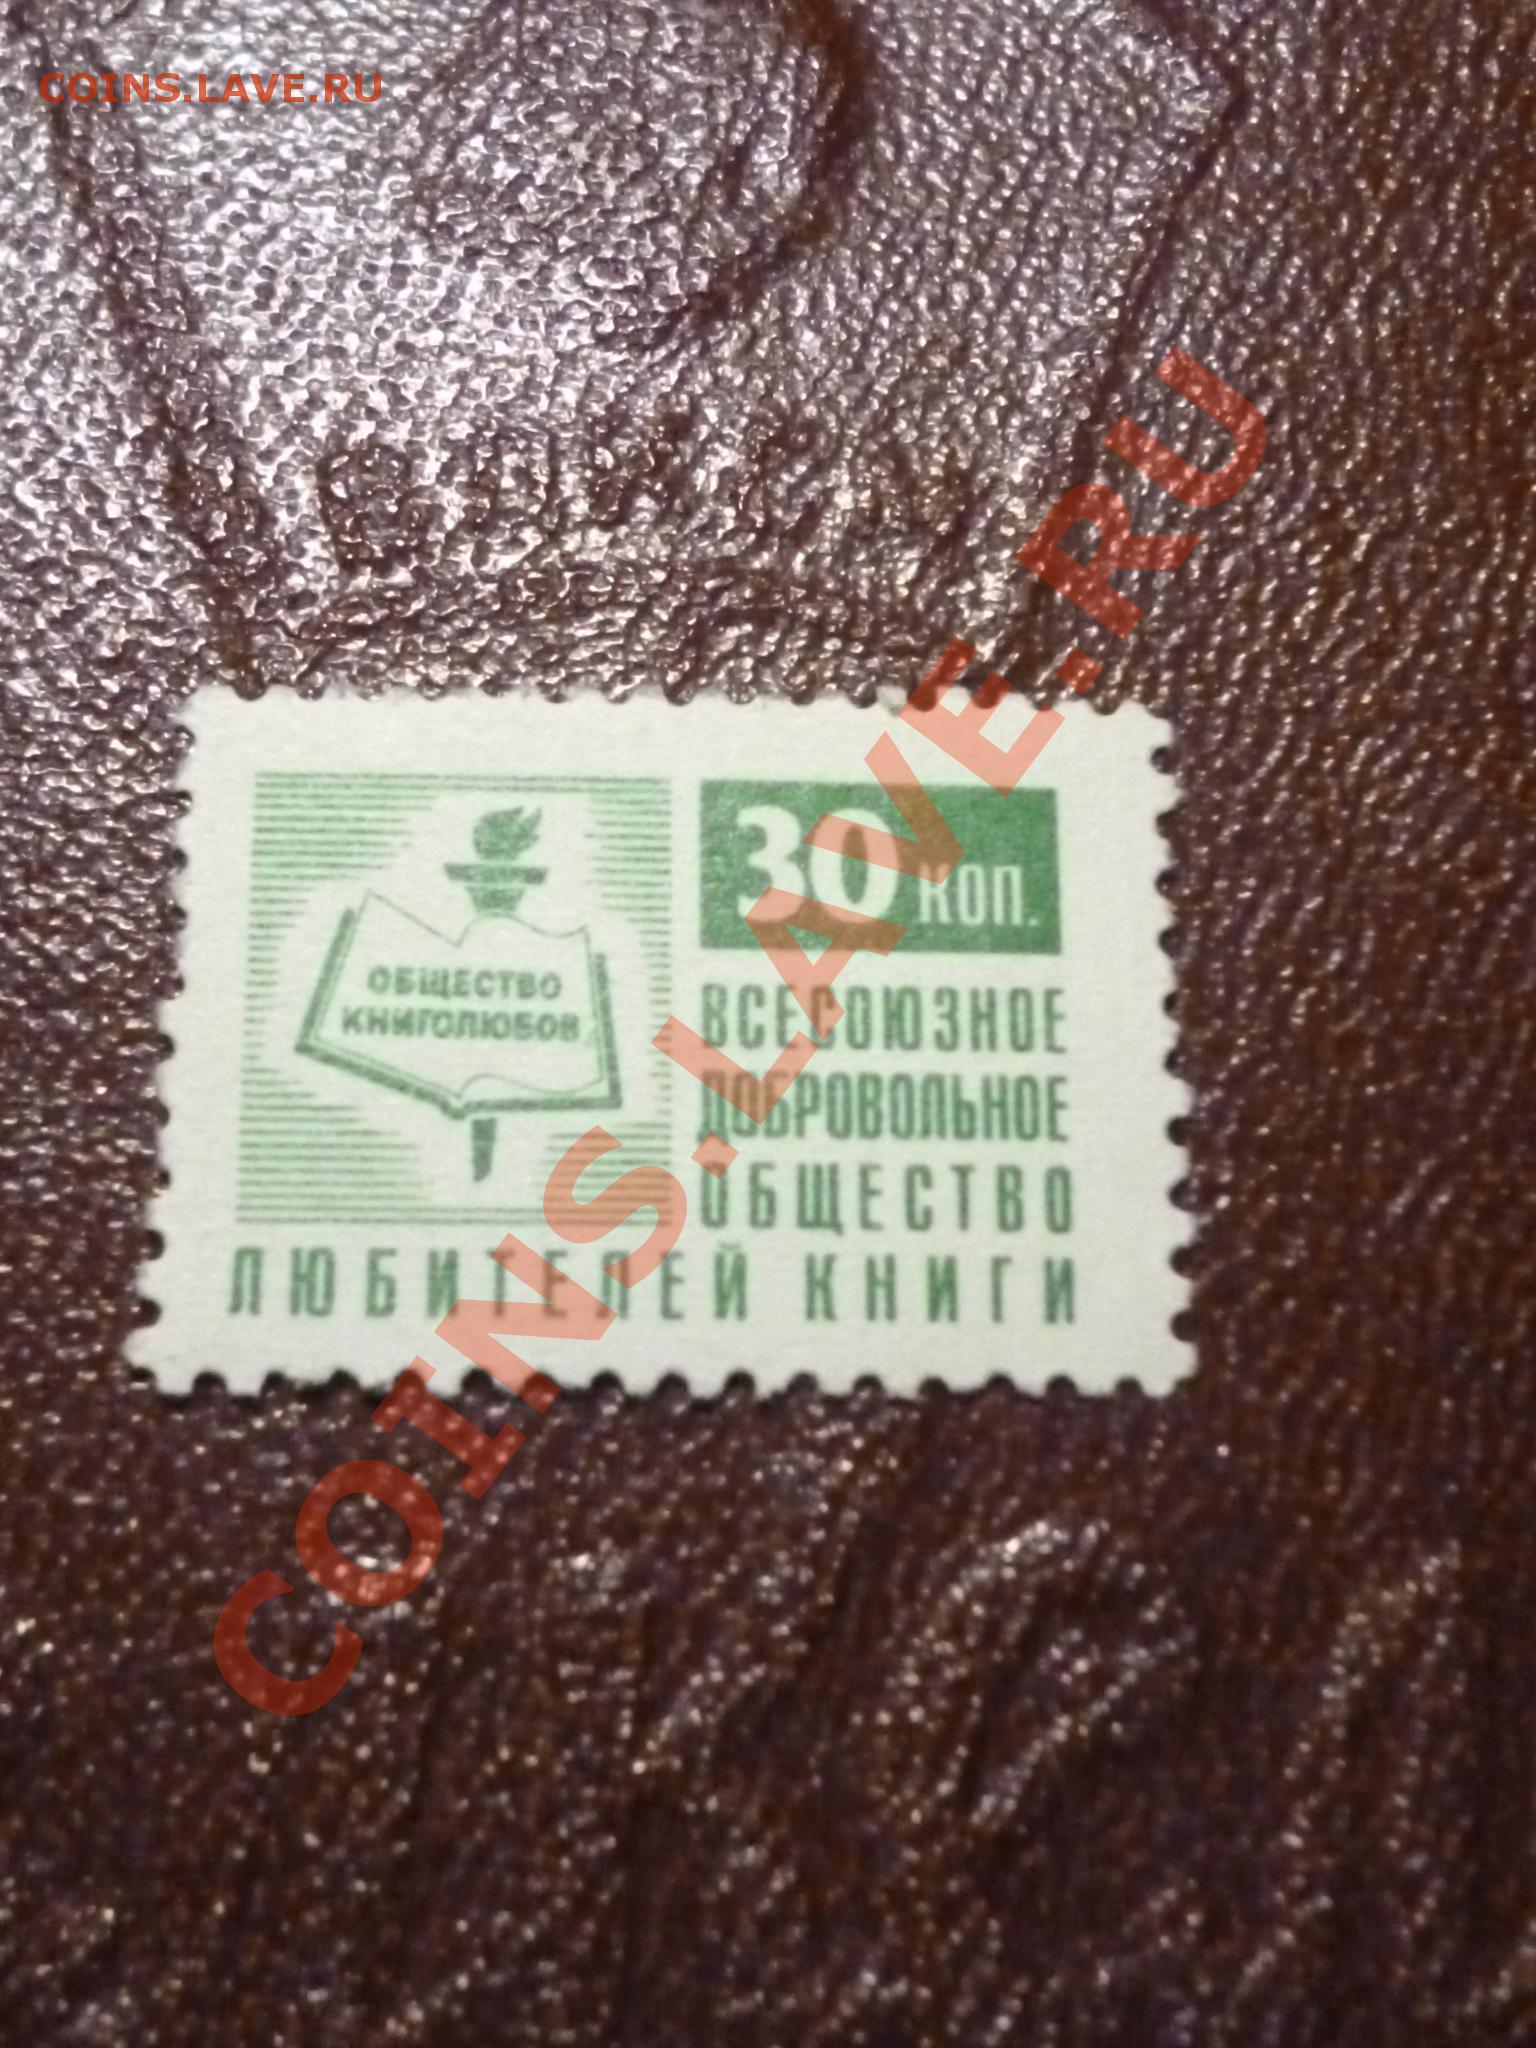 COINS.LAVE.RU
30 КОП.
ОБЩЕСТВО
КНИГОЛЮБОВ
ВСЕСОЮЗНОЕ
ДОБРОВОЛЬНОЕ
ОБЩЕСТВО
ЛЮБИТЕЛЕЙ КНИГИ
COINS.LAVE.RU